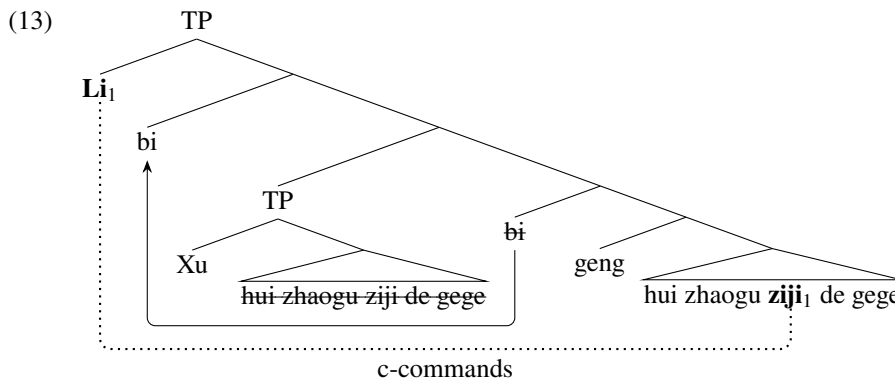 (13)
TP
Li₁
bi
TP
bi
Xu
geng
hui zhaogu ziji de gege
hui zhaogu ziji₁ de gege
c-commands